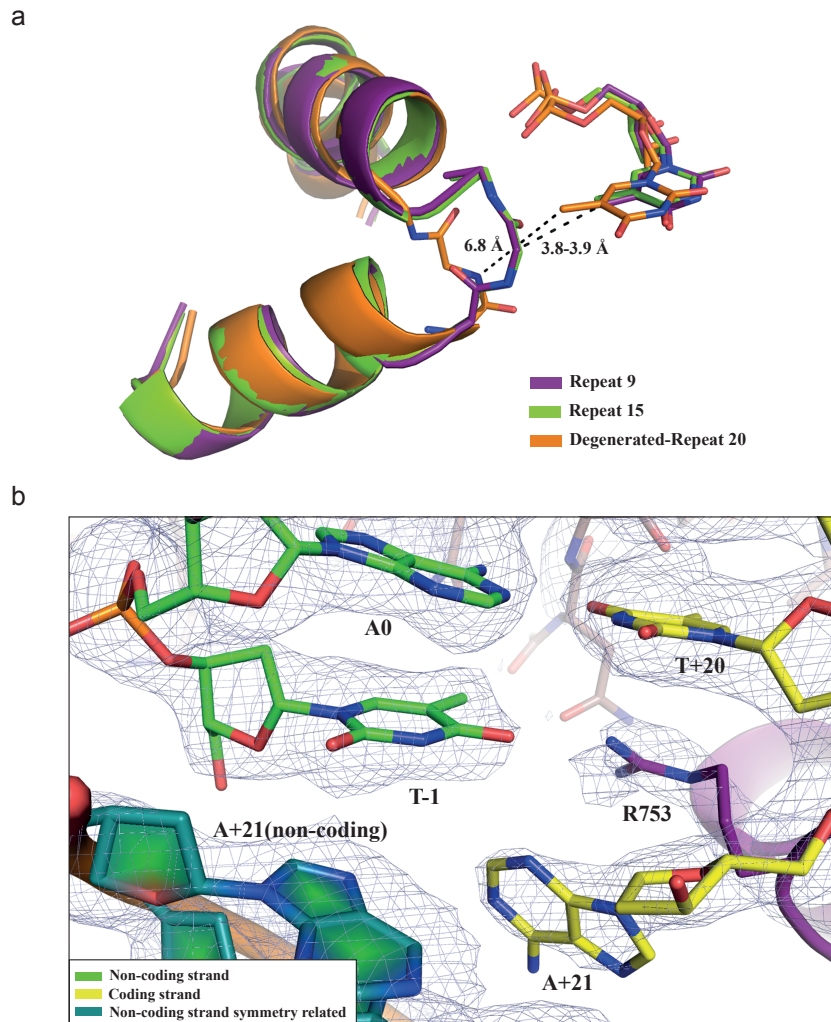 a
6.8 Å
3.8-3.9 Å
Repeat 9
Repeat 15
Degenerated-Repeat 20
b
A0
T+20
T-1
R753
A+21(non-coding)
A+21
Non-coding strand
Coding strand
Non-coding strand symmetry related